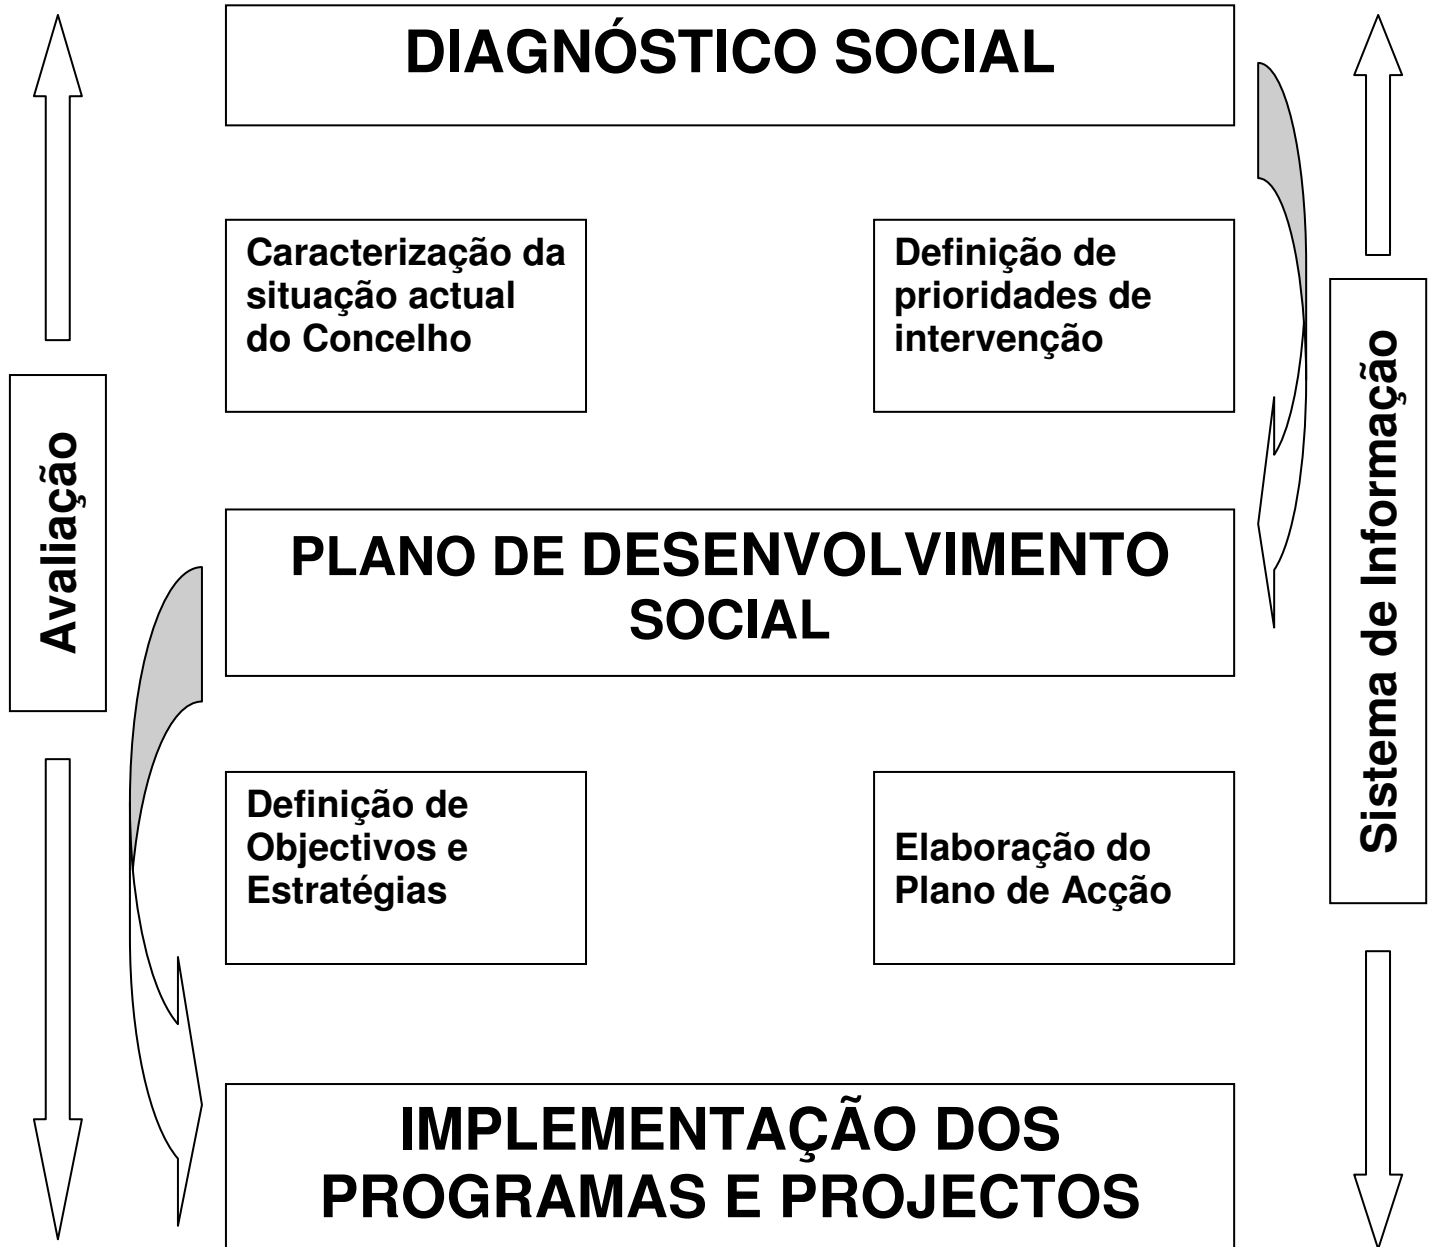 DIAGNÓSTICO SOCIAL
Caracterização da
situação actual
do Concelho
Definição de
prioridades de
intervenção
Avaliação
Sistema de Informação
PLANO DE DESENVOLVIMENTO
SOCIAL
Definição de
Objectivos e
Estratégias
Elaboração do
Plano de Acção
IMPLEMENTAÇÃO DOS
PROGRAMAS E PROJECTOS